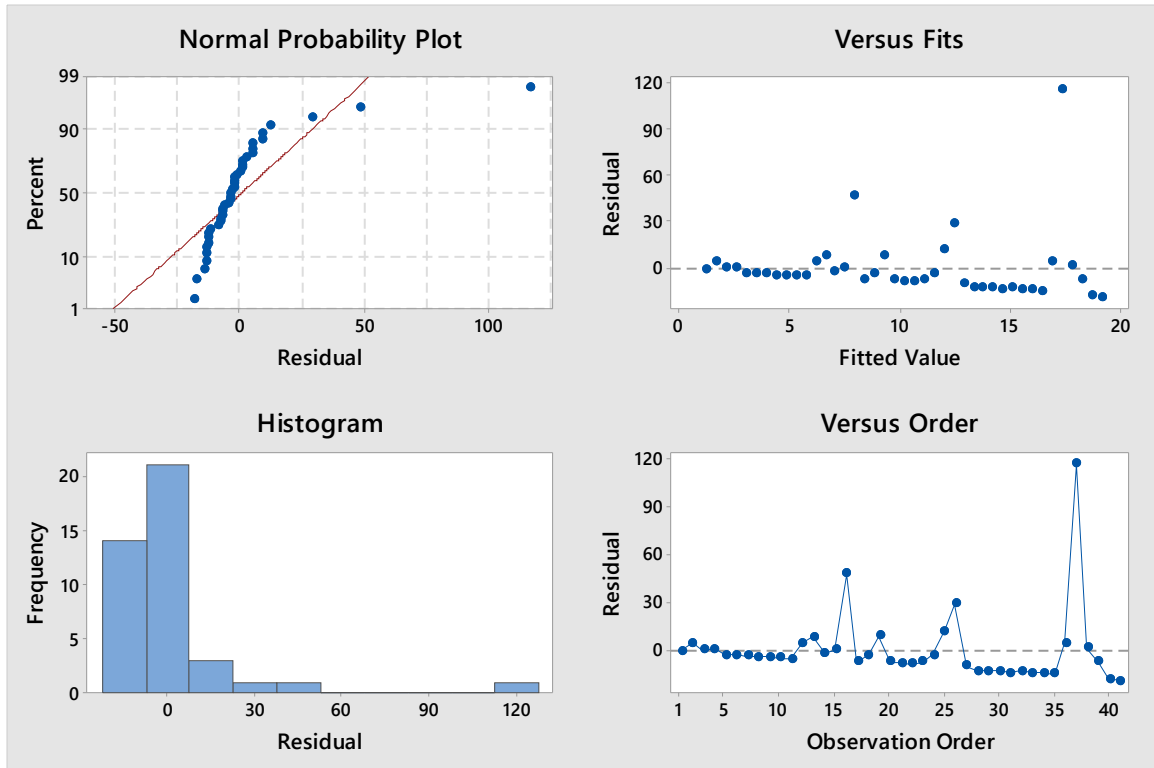 Normal Probability Plot
99
90
50
10
1
Percent
-50 0 50 100
Residual
Versus Fits
120
90
60
30
0
Residual
0 5 10 15 20
Fitted Value
Histogram
20
15
10
5
0
Frequency
0 30 60 90 120
Residual
Versus Order
120
90
60
30
0
Residual
1 5 10 15 20 25 30 35 40
Observation Order